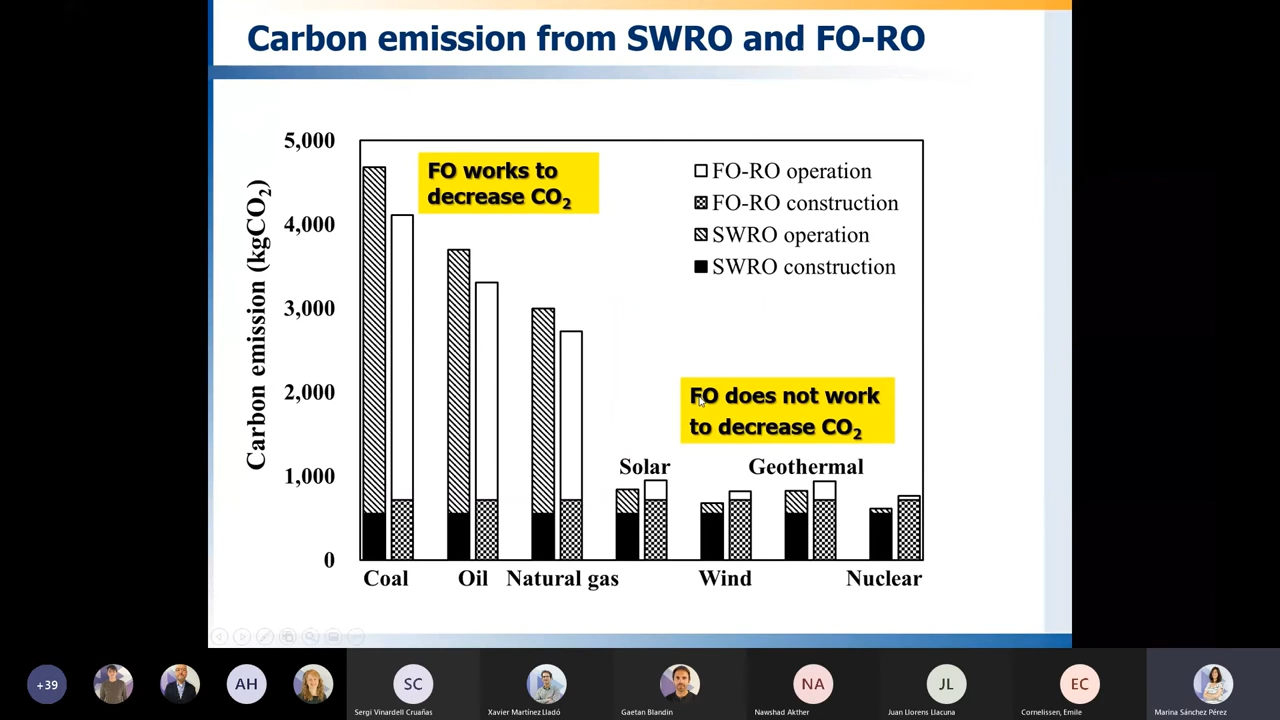 Carbon emission from SWRO and FO-RO
5,000
4,000
3,000
2,000
1,000
0
Carbon emission (kgCO2)
FO works to
decrease CO2
FO-RO operation
FO-RO construction
SWRO operation
SWRO construction
FO does not work
to decrease CO2
Solar
Geothermal
Coal
Oil
Natural gas
Wind
Nuclear
+39
AH
SC
NA
JL
EC
Sergi Vinardell Cruañas
Xavier Martínez Lladó
Gaetan Blandin
Nawshad Akther
Juan Llorens Llacuna
Cornelissen, Emile
Marina Sánchez Pérez